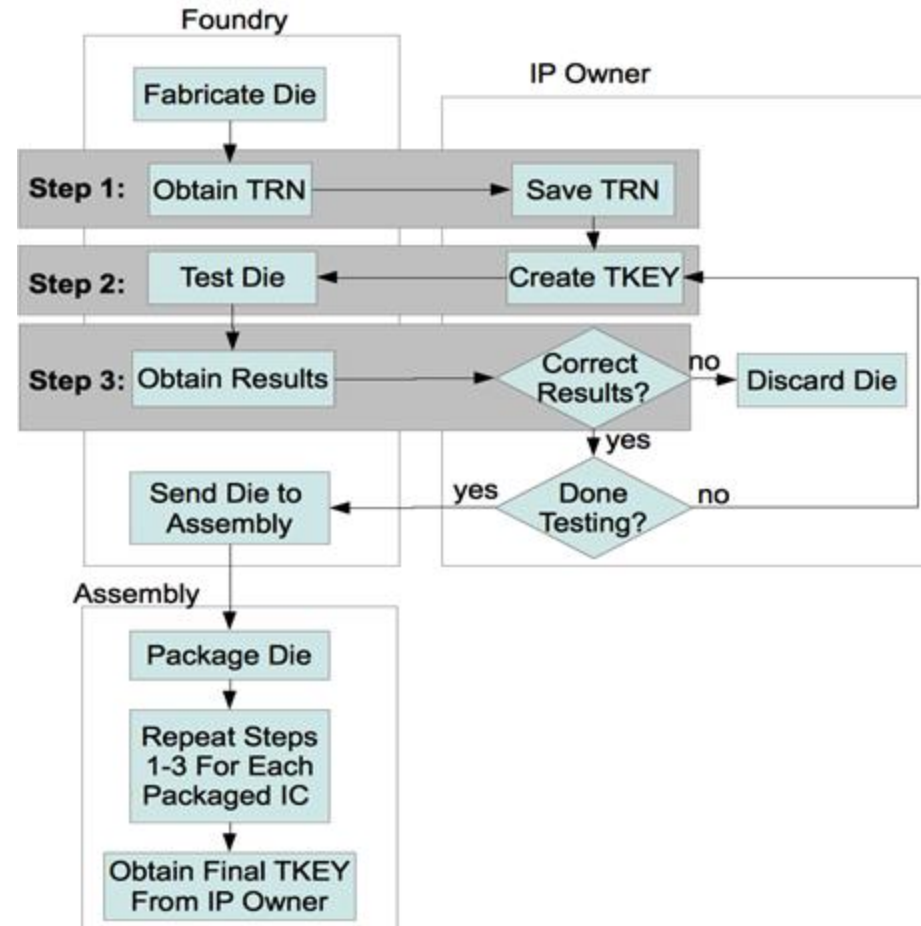 Foundry
IP Owner
Fabricate Die
Step 1:
Obtain TRN
Save TRN
Step 2:
Test Die
Create TKEY
Step 3:
Obtain Results
Correct
Results?
no
Discard Die
yes
Send Die to
Assembly
yes
Done
Testing?
no
Assembly
Package Die
Repeat Steps
1-3 For Each
Packaged IC
Obtain Final TKEY
From IP Owner